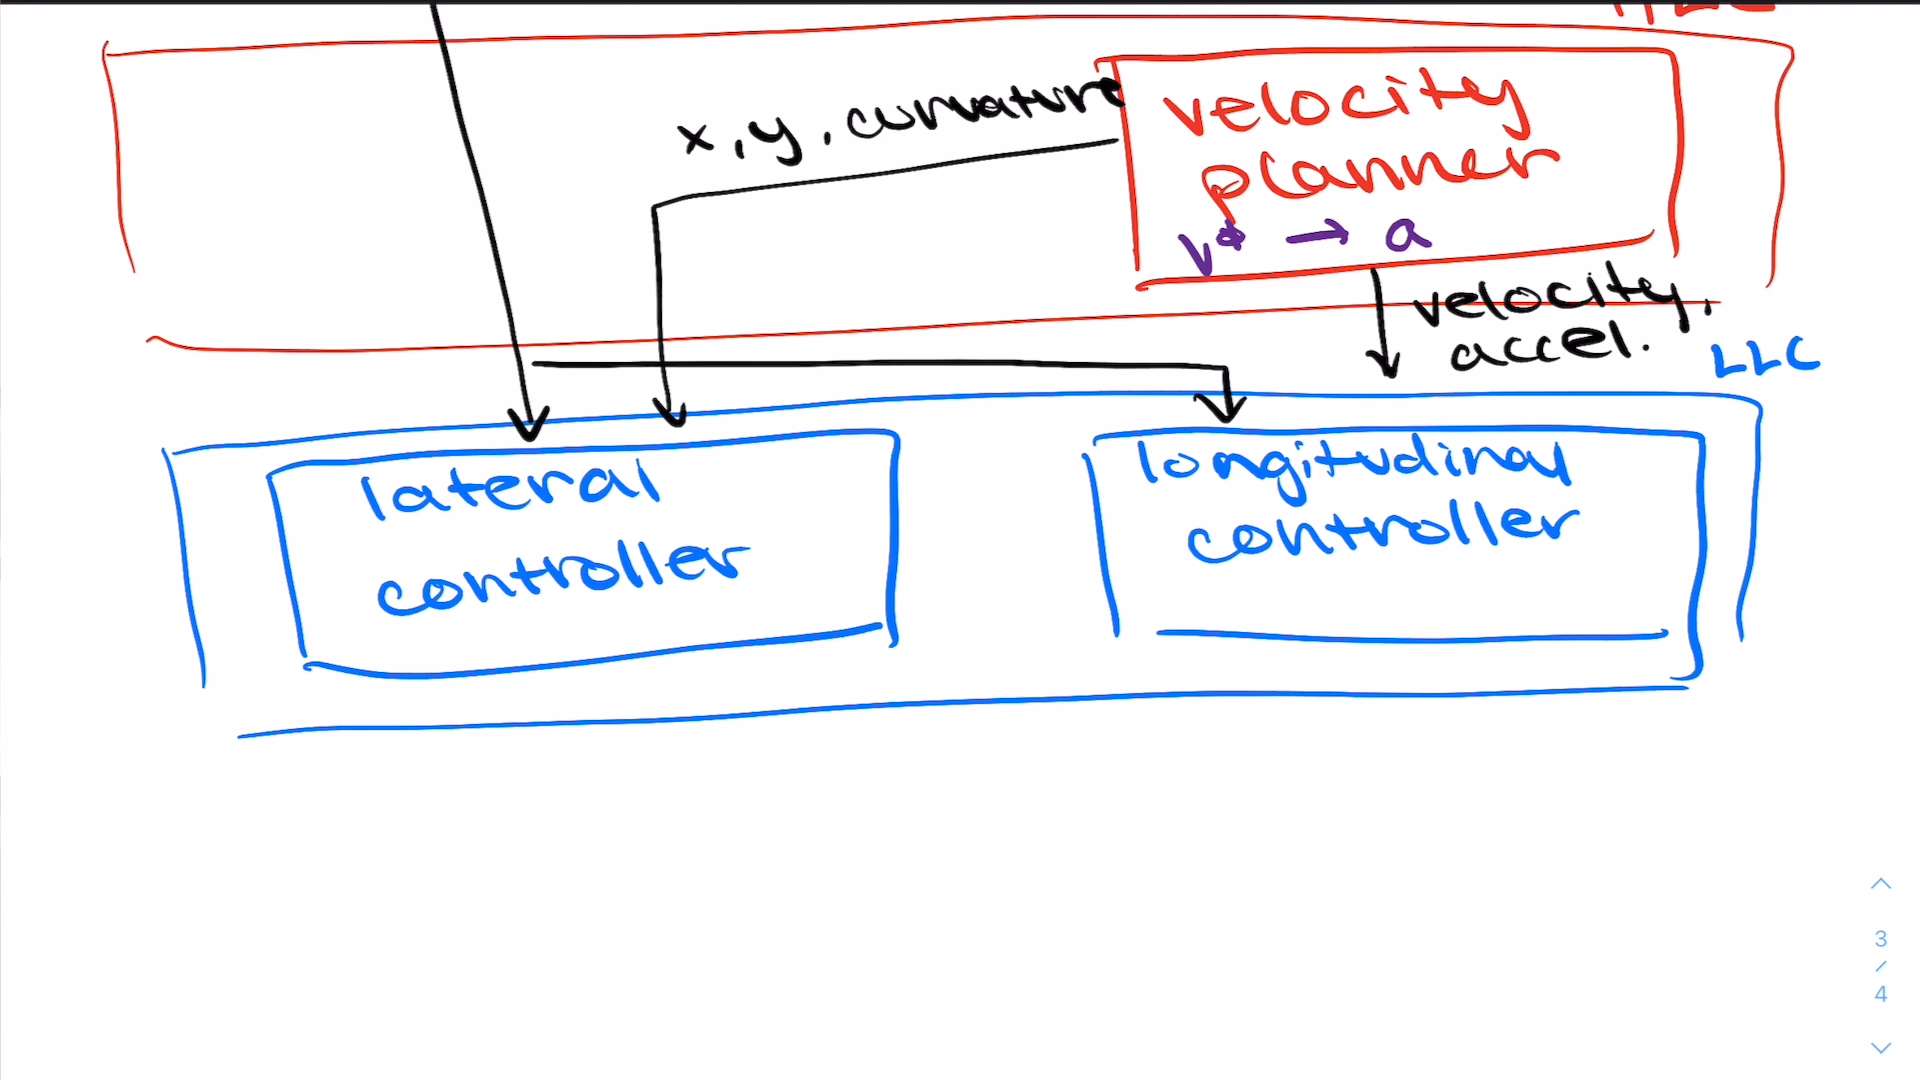 x, y, curvature
velocity
planner
v* → a
velocity,
accel.
LLC
lateral
controller
longitudinal
controller
3
/
4